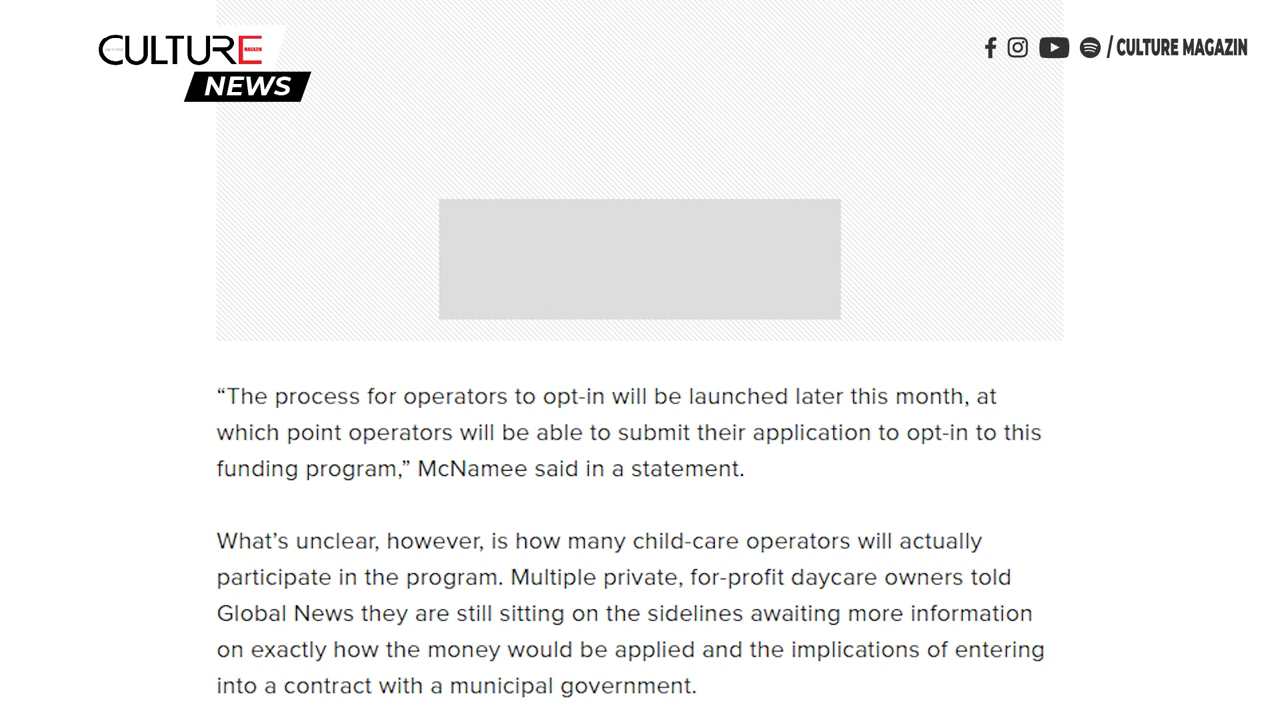 CULTURE
MAGAZIN
NEWS
/ CULTURE MAGAZIN
“The process for operators to opt-in will be launched later this month, at
which point operators will be able to submit their application to opt-in to this
funding program,” McNamee said in a statement.
What’s unclear, however, is how many child-care operators will actually
participate in the program. Multiple private, for-profit daycare owners told
Global News they are still sitting on the sidelines awaiting more information
on exactly how the money would be applied and the implications of entering
into a contract with a municipal government.